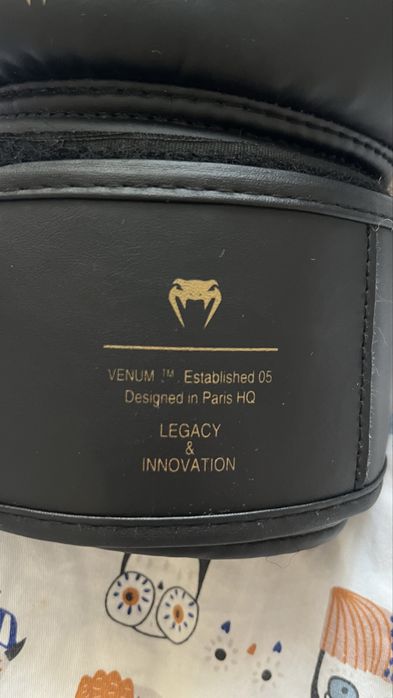 VENUM ™. Established 05
Designed in Paris HQ
LEGACY
&
INNOVATION